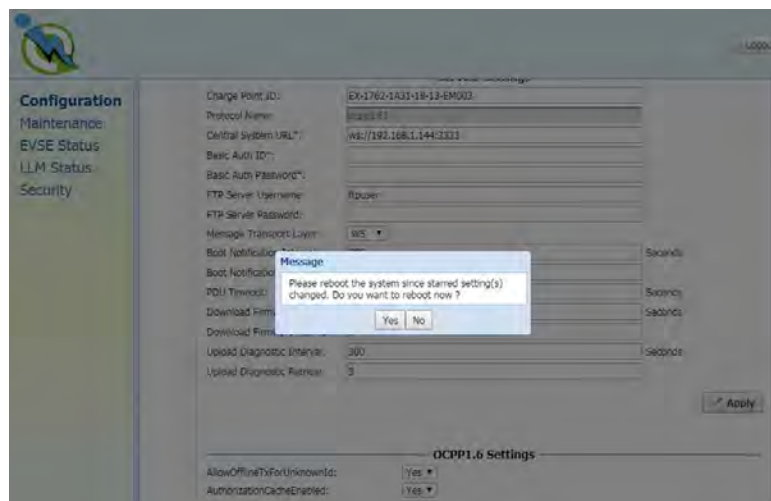 Logou
Configuration
Maintenance
EVSE Status
LLM Status
Security
Charge Point ID: EX-1762-1A31-1B-13-EM003
Protocol Name:
Central System URL*: ws://192.168.1.144:2333
Basic Auth ID*:
Basic Auth Password*:
FTP Server Username: ftpuser
FTP Server Password:
Message Transport Layer: WS
Boot Notification Seconds
Boot Notification
PDU Timeout: Seconds
Download Firm Seconds
Download Firm
Upload Diagnostic Interval: 300 Seconds
Upload Diagnostic Retries: 3
Message
Please reboot the system since starred setting(s)
changed. Do you want to reboot now ?
Yes No
Apply
OCPP1.6 Settings
AllowOfflineTxForUnknownId: Yes
AuthorizationCacheEnabled: Yes